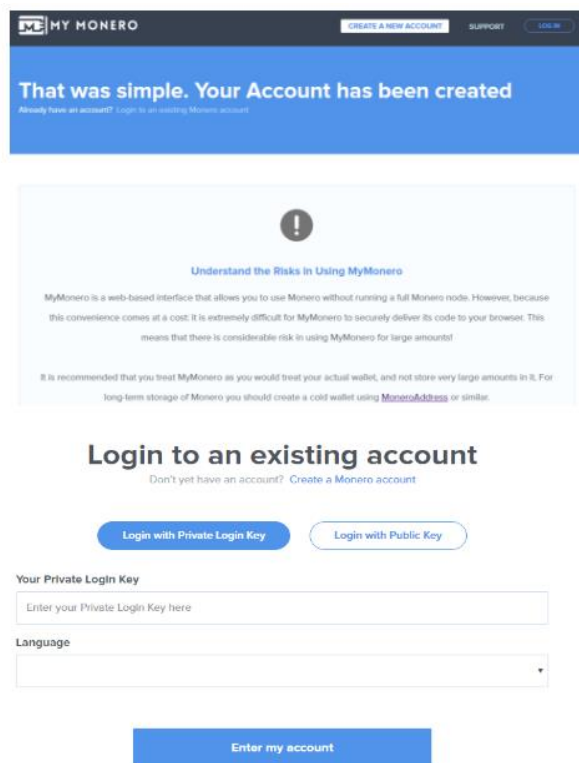 MY MONERO
CREATE A NEW ACCOUNT
SUPPORT
LOG IN
That was simple. Your Account has been created
Already have an account? Login to an existing Monero account
Understand the Risks in Using MyMonero
MyMonero is a web-based interface that allows you to use Monero without running a full Monero node. However, because
this convenience comes at a cost: it is extremely difficult for MyMonero to securely deliver its code to your browser. This
means that there is considerable risk in using MyMonero for large amounts!
It is recommended that you treat MyMonero as you would treat your actual wallet, and not store very large amounts in it. For
long-term storage of Monero you should create a cold wallet using MoneroAddress or similar.
Login to an existing account
Don't yet have an account? Create a Monero account
Login with Private Login Key
Login with Public Key
Your Private Login Key
Enter your Private Login Key here
Language
Enter my account